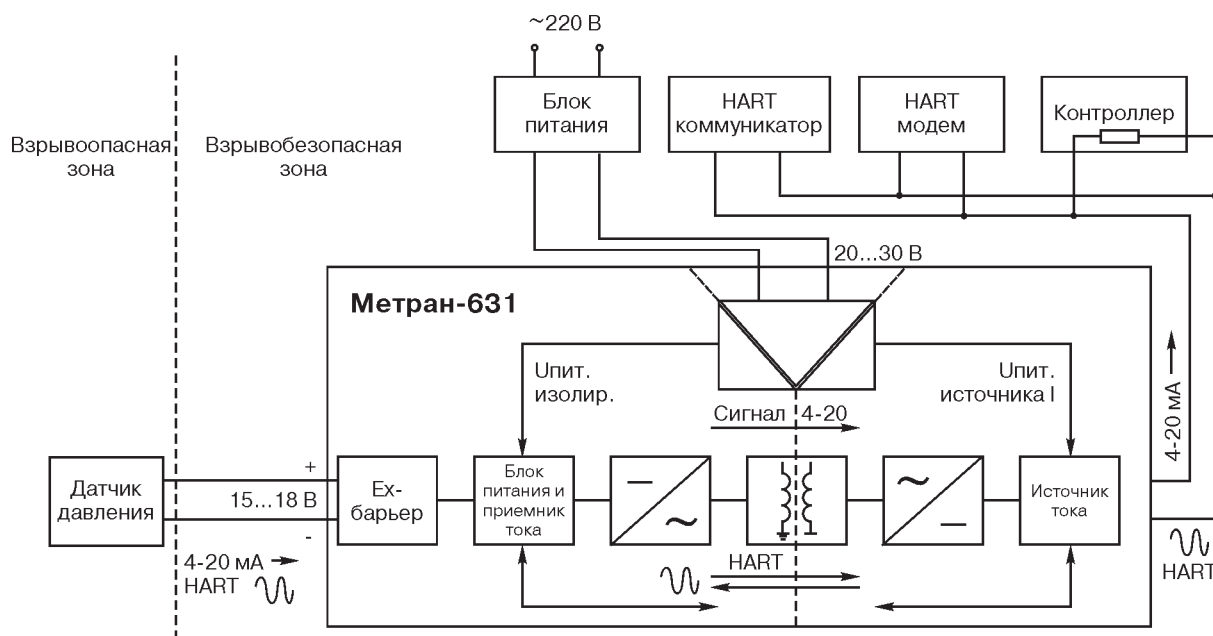 ~220 В
Блок
питания
HART
коммуникатор
HART
модем
Контроллер
Взрывоопасная
зона
Взрывобезопасная
зона
20...30 В
Метран-631
Uпит.
изолир.
Uпит.
источника I
Сигнал 4-20
4-20 мА
Датчик
давления
+
15...18 В
-
Ex-
барьер
Блок
питания и
приемник
тока
Источник
тока
4-20 мА
HART
HART
HART